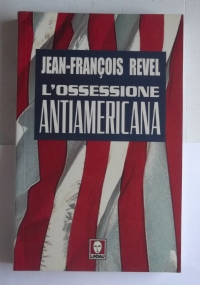 JEAN-FRANÇOIS REVEL
L'OSSESSIONE
ANTIAMERICANA